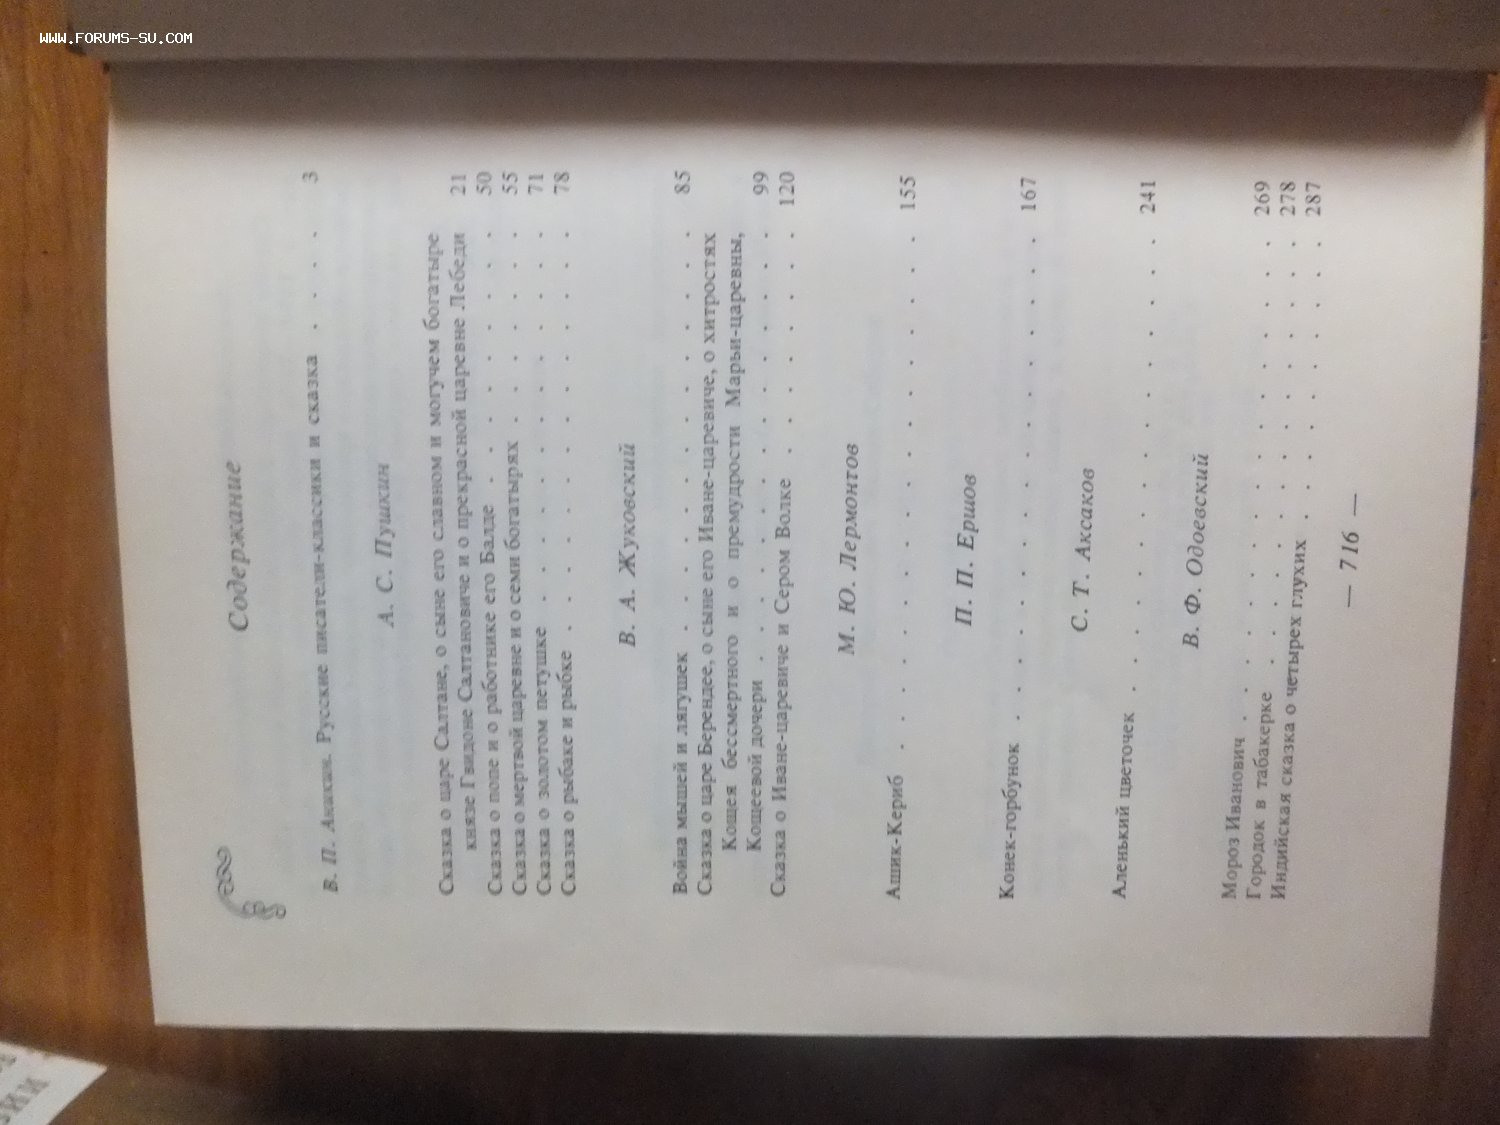 WWW.FORUMS-SU.COM
Содержание
В. П. Аникин. Русские писатели-классики и сказка . . . . . 3
А. С. Пушкин
Сказка о царе Салтане, о сыне его славном и могучем богатыре
князе Гвидоне Салтановиче и о прекрасной царевне Лебеди 21
Сказка о попе и о работнике его Балде . . . . . . . . . 50
Сказка о мертвой царевне и о семи богатырях . . . . . . . 55
Сказка о золотом петушке . . . . . . . . . . . . . 71
Сказка о рыбаке и рыбке . . . . . . . . . . . . . 78
В. А. Жуковский
Война мышей и лягушек . . . . . . . . . . . . . 85
Сказка о царе Берендее, о сыне его Иване-царевиче, о хитростях
Кощея бессмертного и о премудрости Марьи-царевны,
Кощеевой дочери . . . . . . . . . . . . . . 99
Сказка о Иване-царевиче и Сером Волке . . . . . . . . 120
М. Ю. Лермонтов
Ашик-Кериб . . . . . . . . . . . . . . . . 155
П. П. Ершов
Конек-горбунок . . . . . . . . . . . . . . . 167
С. Т. Аксаков
Аленький цветочек . . . . . . . . . . . . . . 241
В. Ф. Одоевский
Мороз Иванович . . . . . . . . . . . . . . . 269
Городок в табакерке . . . . . . . . . . . . . . 278
Индийская сказка о четырех глухих . . . . . . . . . . 287
— 716 —